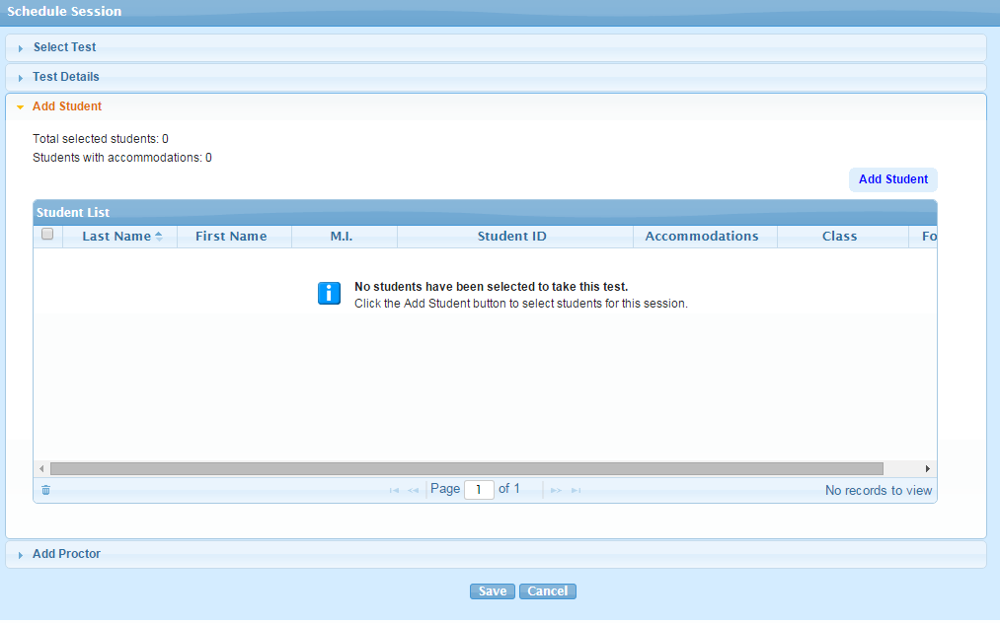 Schedule Session
Select Test
Test Details
Add Student
Total selected students: 0
Students with accommodations: 0
Add Student
Student List
Last Name First Name M.I. Student ID Accommodations Class Fo
No students have been selected to take this test.
Click the Add Student button to select students for this session.
Page 1 of 1 No records to view
Add Proctor
Save Cancel